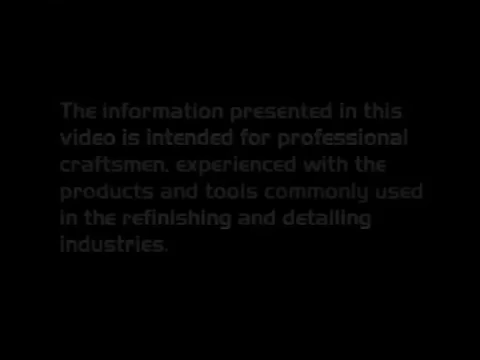 The information presented in this
video is intended for professional
craftsmen, experienced with the
products and tools commonly used
in the refinishing and detailing
industries.